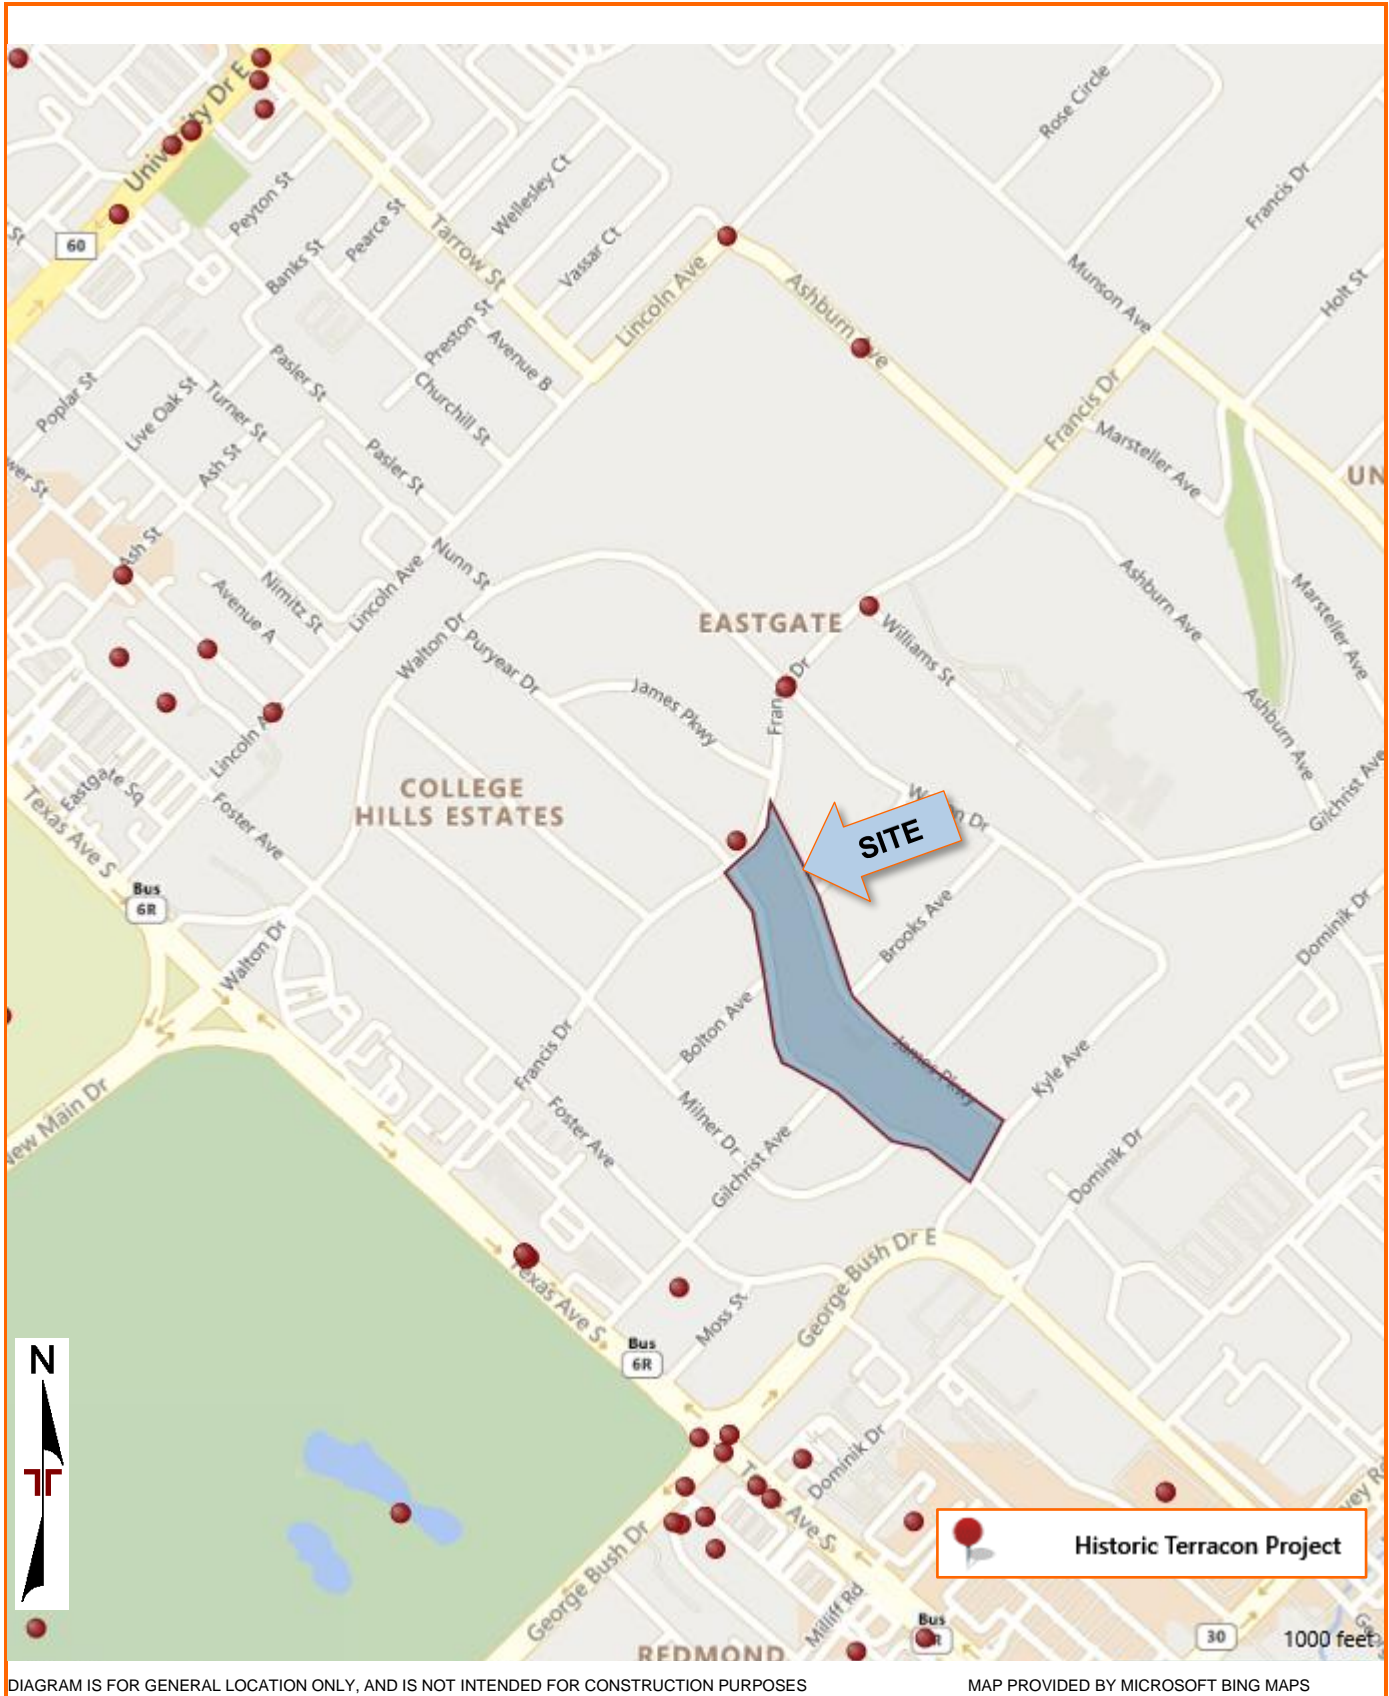 University Dr E
Rose Circle
Wellesley Ct
Francis Dr
Peyton St
Pearce St
Tarrow St
Vassar Ct
St
60
Banks St
Lincoln Ave
Ashburn Ave
Munson Ave
Holt St
Preston St
Avenue B
Pasler St
Churchill St
Poplar St
Live Oak St
Turner St
Francis Dr
Marsteller Ave
Ash St
Pasler St
wer St
UN
Ash St
Nunn St
Nimitz St
Lincoln Ave
Avenue A
Ashburn Ave
Marsteller Ave
EASTGATE
Williams St
Walton Dr
Puryear Dr
James Pkwy
Fran
Dr
Ashburn Ave
Lincoln A
Eastgate Sq
Texas Ave S
Foster Ave
COLLEGE
HILLS ESTATES
Gilchrist Ave
W
n Dr
SITE
Bus
6R
Walton Dr
Brooks Ave
Dominik Dr
Bolton Ave
Francis Dr
James Pkwy
Kyle Ave
New Main Dr
Foster Ave
Milner Dr
Gilchrist Ave
Dominik Dr
George Bush Dr E
Texas Ave S
Moss St
Bus
6R
N
Dominik Dr
T
Ave S
vey R
George Bush Dr
Historic Terracon Project
Milliff Rd
Bus
R
30
Ge
1000 feet
REDMOND
DIAGRAM IS FOR GENERAL LOCATION ONLY, AND IS NOT INTENDED FOR CONSTRUCTION PURPOSES
MAP PROVIDED BY MICROSOFT BING MAPS